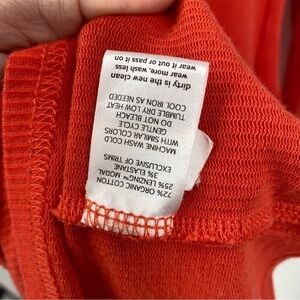 72% ORGANIC COTTON
25% LENZING™ MODAL
3% ELASTANE
EXCLUSIVE OF TRIMS
MACHINE WASH COLD
WITH SIMILAR COLORS
GENTLE CYCLE
DO NOT BLEACH
TUMBLE DRY LOW HEAT
COOL IRON AS NEEDED
dirty is the new clean
wear more, wash less
wear it out or pass it on